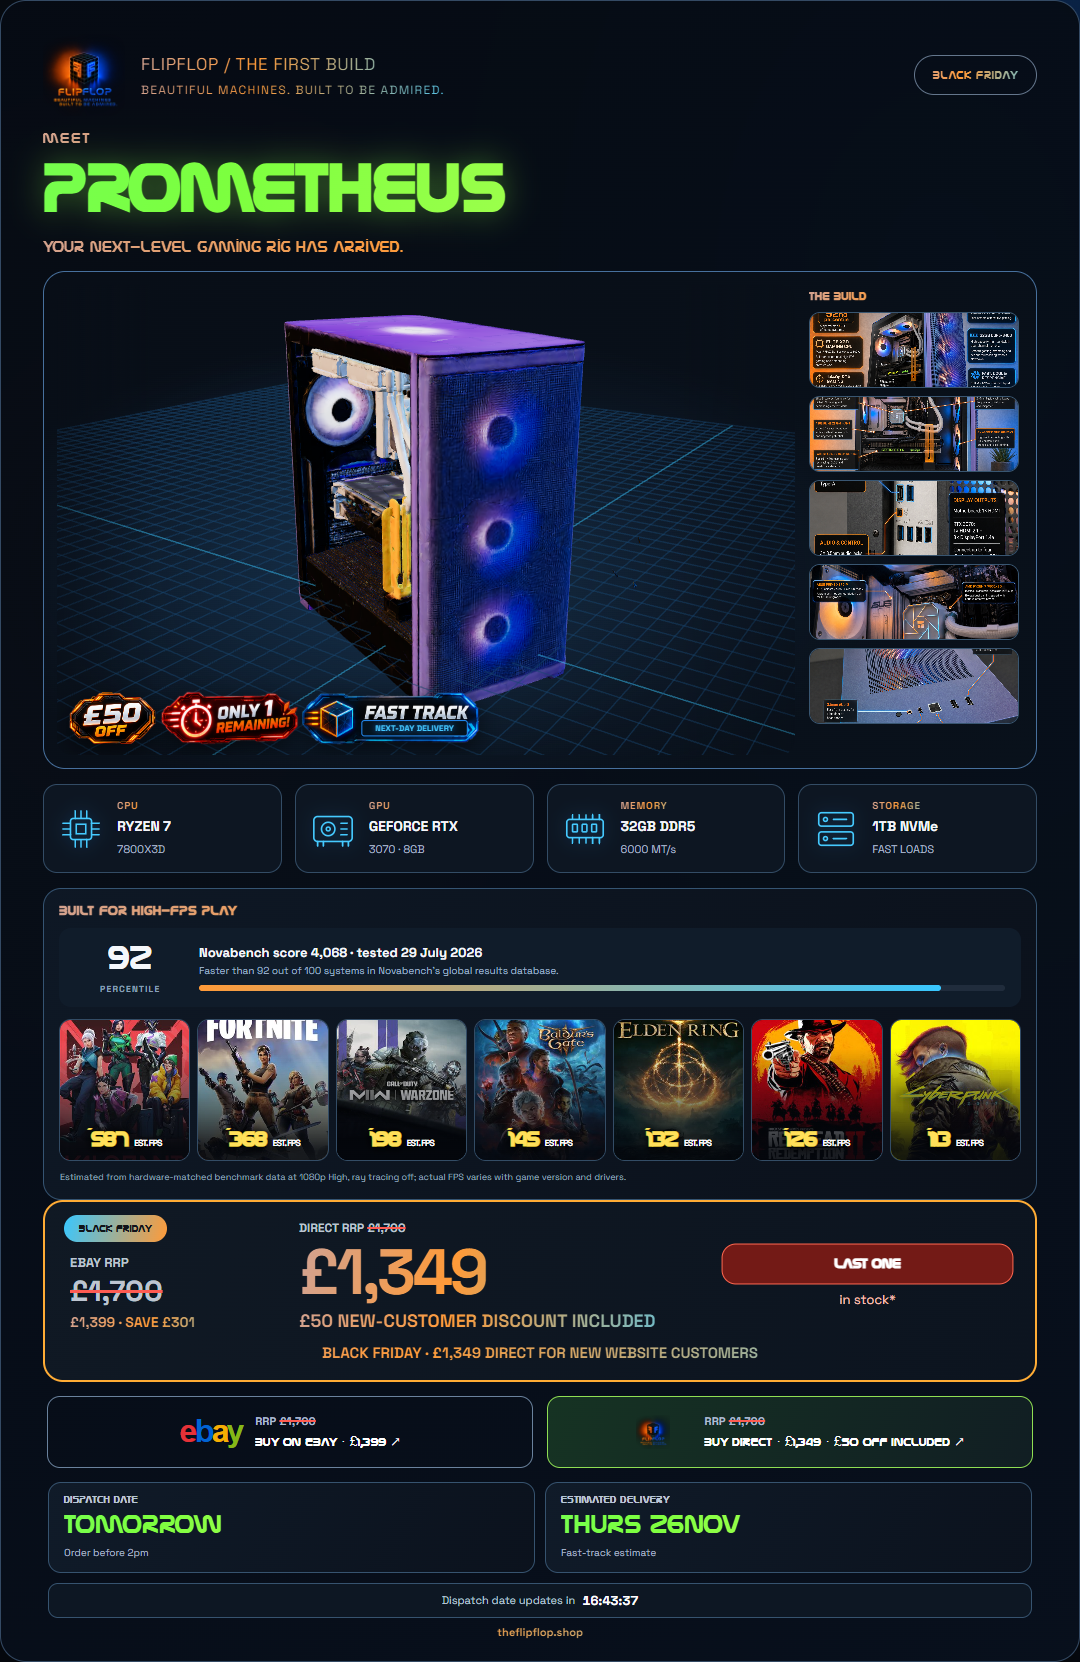 FLIPFLOP
FLIPFLOP / THE FIRST BUILD
BEAUTIFUL MACHINES. BUILT TO BE ADMIRED.
BLACK FRIDAY
MEET
PROMETHEUS
YOUR NEXT-LEVEL GAMING RIG HAS ARRIVED.
THE BUILD
DISPLAY OUTPUTS
AUDIO & CONTROL
£50
OFF
ONLY 1
REMAINING!
FAST TRACK
NEXT-DAY DELIVERY
CPU
RYZEN 7
7800X3D
GPU
GEFORCE RTX
3070 · 8GB
MEMORY
32GB DDR5
6000 MT/s
STORAGE
1TB NVMe
FAST LOADS
BUILT FOR HIGH-FPS PLAY
92
PERCENTILE
Novabench score 4,068 · tested 29 July 2026
Faster than 92 out of 100 systems in Novabench's global results database.
587 EST. FPS
FORTNITE
368 EST. FPS
CALL OF DUTY
MW WARZONE
198 EST. FPS
Baldur's Gate
145 EST. FPS
ELDEN RING
132 EST. FPS
126 EST. FPS
CYBERPUNK
113 EST. FPS
Estimated from hardware-matched benchmark data at 1080p High, ray tracing off; actual FPS varies with game version and drivers.
BLACK FRIDAY
EBAY RRP
£1,700
£1,399 · SAVE £301
DIRECT RRP £1,700
£1,349
£50 NEW-CUSTOMER DISCOUNT INCLUDED
BLACK FRIDAY · £1,349 DIRECT FOR NEW WEBSITE CUSTOMERS
LAST ONE
in stock*
ebay
RRP £1,700
BUY ON EBAY · £1,399 ↗
RRP £1,700
BUY DIRECT · £1,349 · £50 OFF INCLUDED ↗
DISPATCH DATE
TOMORROW
Order before 2pm
ESTIMATED DELIVERY
THURS 26NOV
Fast-track estimate
Dispatch date updates in 16:43:37
theflipflop.shop